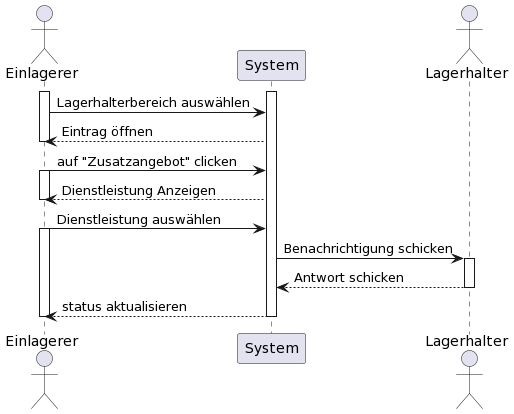 Einlagerer
System
Lagerhalter
Lagerhalterbereich auswählen
Eintrag öffnen
auf "Zusatzangebot" clicken
Dienstleistung Anzeigen
Dienstleistung auswählen
Benachrichtigung schicken
Antwort schicken
status aktualisieren
Einlagerer
System
Lagerhalter